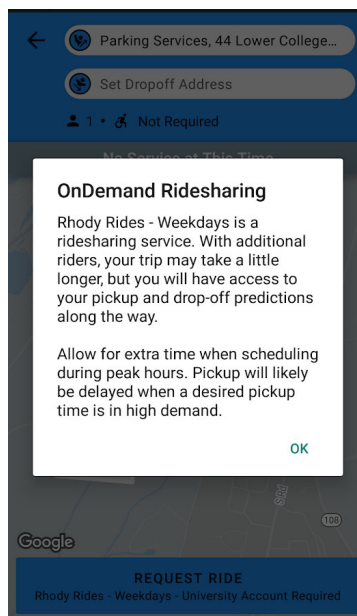 Parking Services, 44 Lower College...
Set Dropoff Address
1 • Not Required
No Service at This Time
OnDemand Ridesharing
Rhody Rides - Weekdays is a
ridesharing service. With additional
riders, your trip may take a little
longer, but you will have access to
your pickup and drop-off predictions
along the way.
Allow for extra time when scheduling
during peak hours. Pickup will likely
be delayed when a desired pickup
time is in high demand.
OK
SRd
108
Google
REQUEST RIDE
Rhody Rides - Weekdays - University Account Required